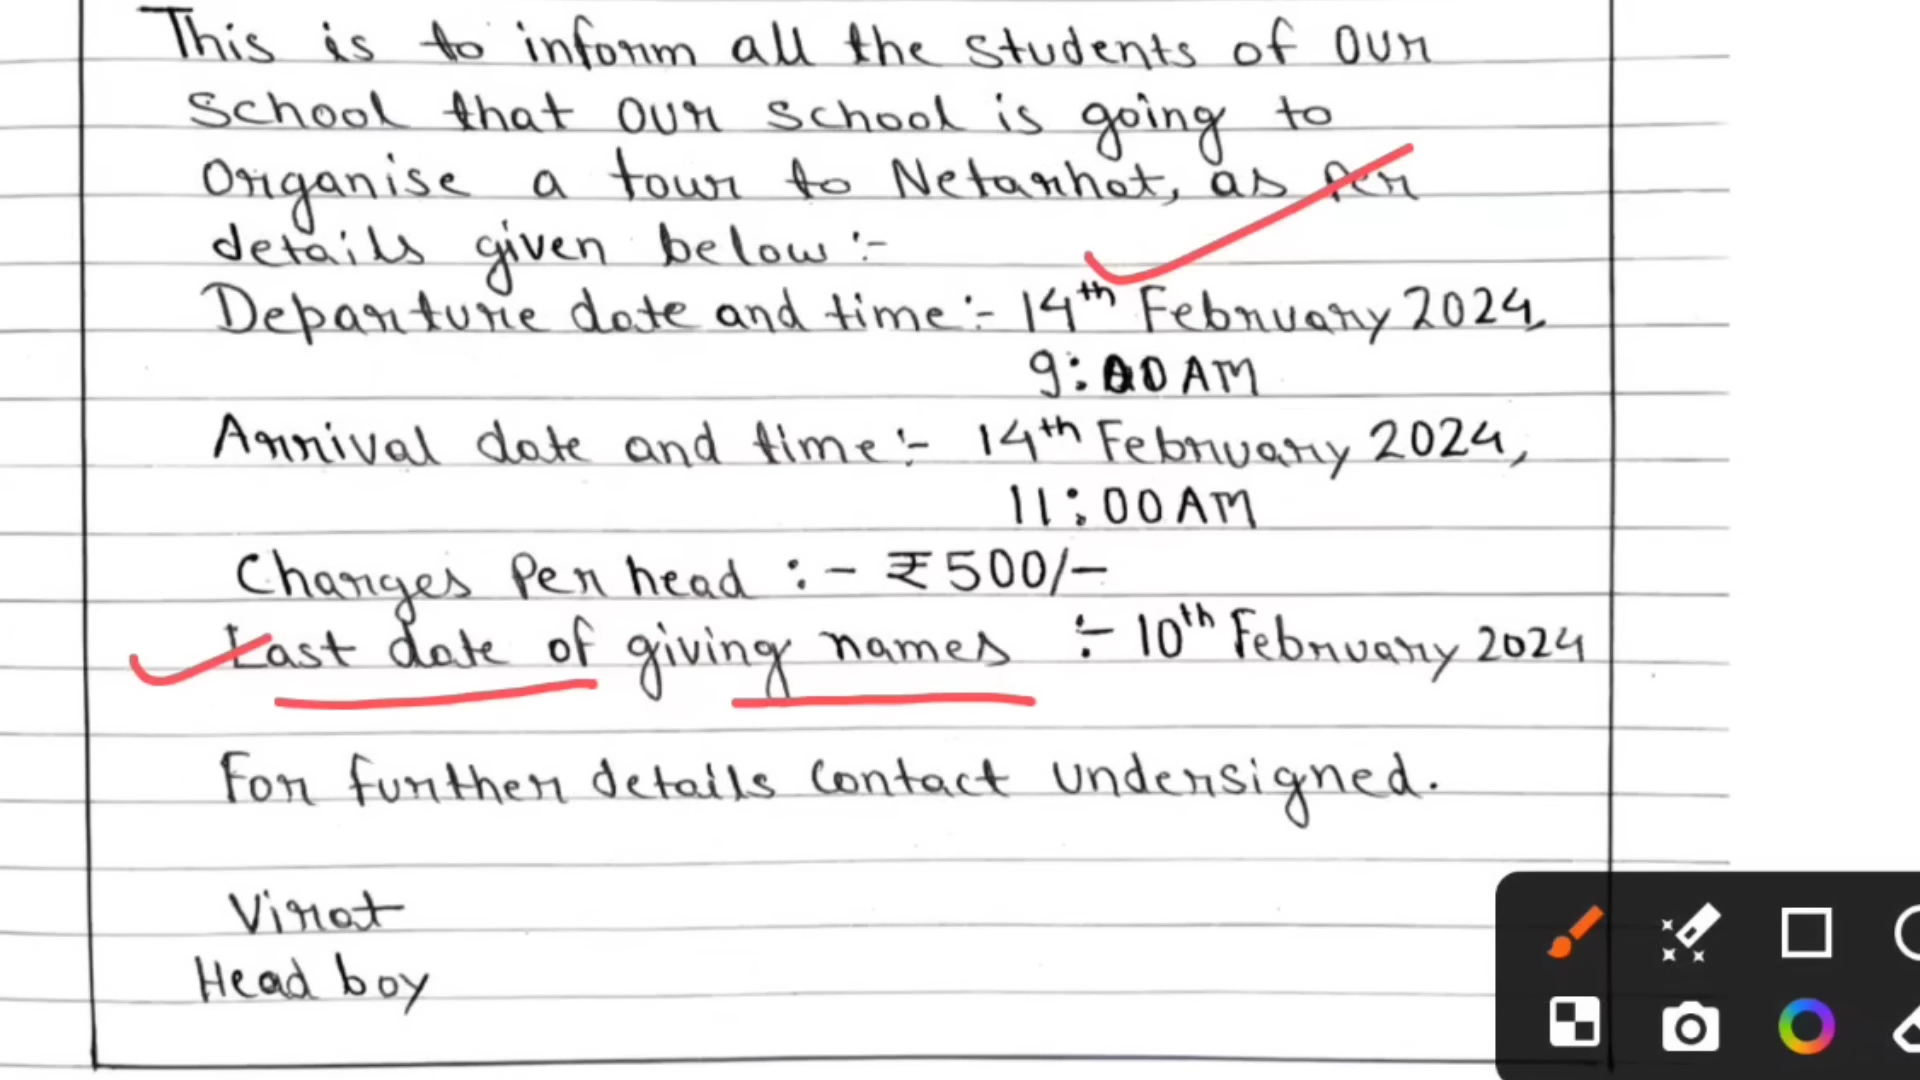 This is to inform all the students of our
School that our school is going to
Organise a tour to Netarhat, as per
details given below :-
Departure date and time :- 14th February 2024,
9:00 AM
Arrival date and time :- 14th February 2024,
11:00 AM
Charges Per head :- ₹500/-
Last date of giving names :- 10th February 2024
For further details Contact Undersigned.
Virat
Head boy